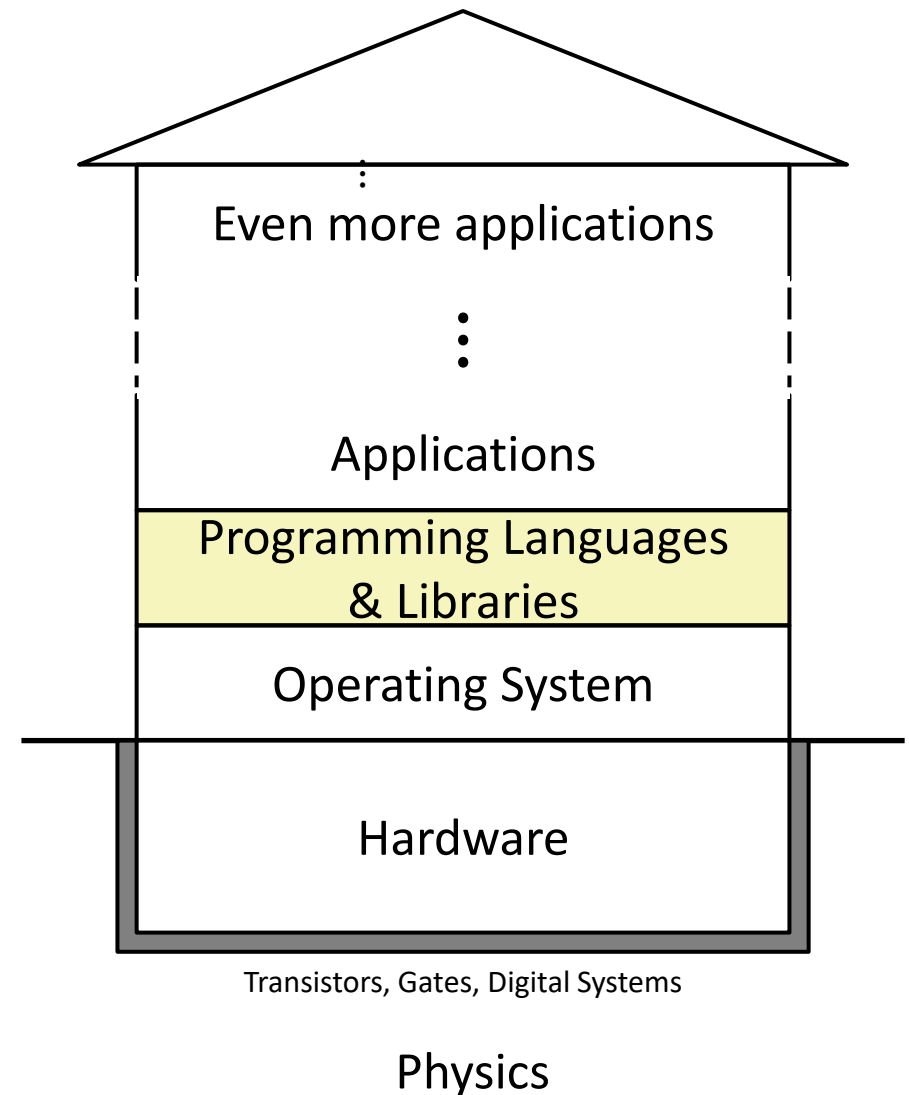 ⋮
Even more applications
⋮
Applications
Programming Languages
& Libraries
Operating System
Hardware
Transistors, Gates, Digital Systems
Physics